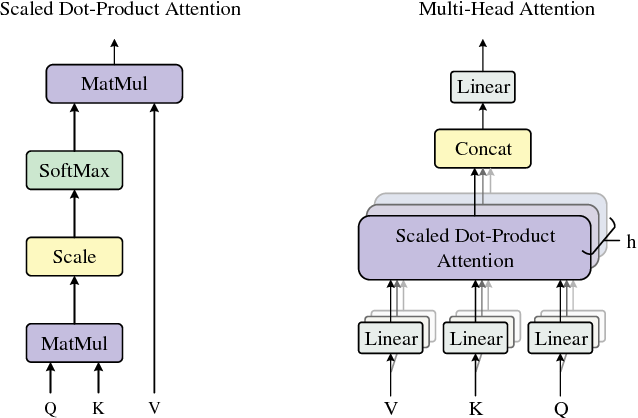 Scaled Dot-Product Attention
MatMul
SoftMax
Scale
MatMul
Q K V
Multi-Head Attention
Linear
Concat
Scaled Dot-Product
Attention
h
Linear Linear Linear
V K Q